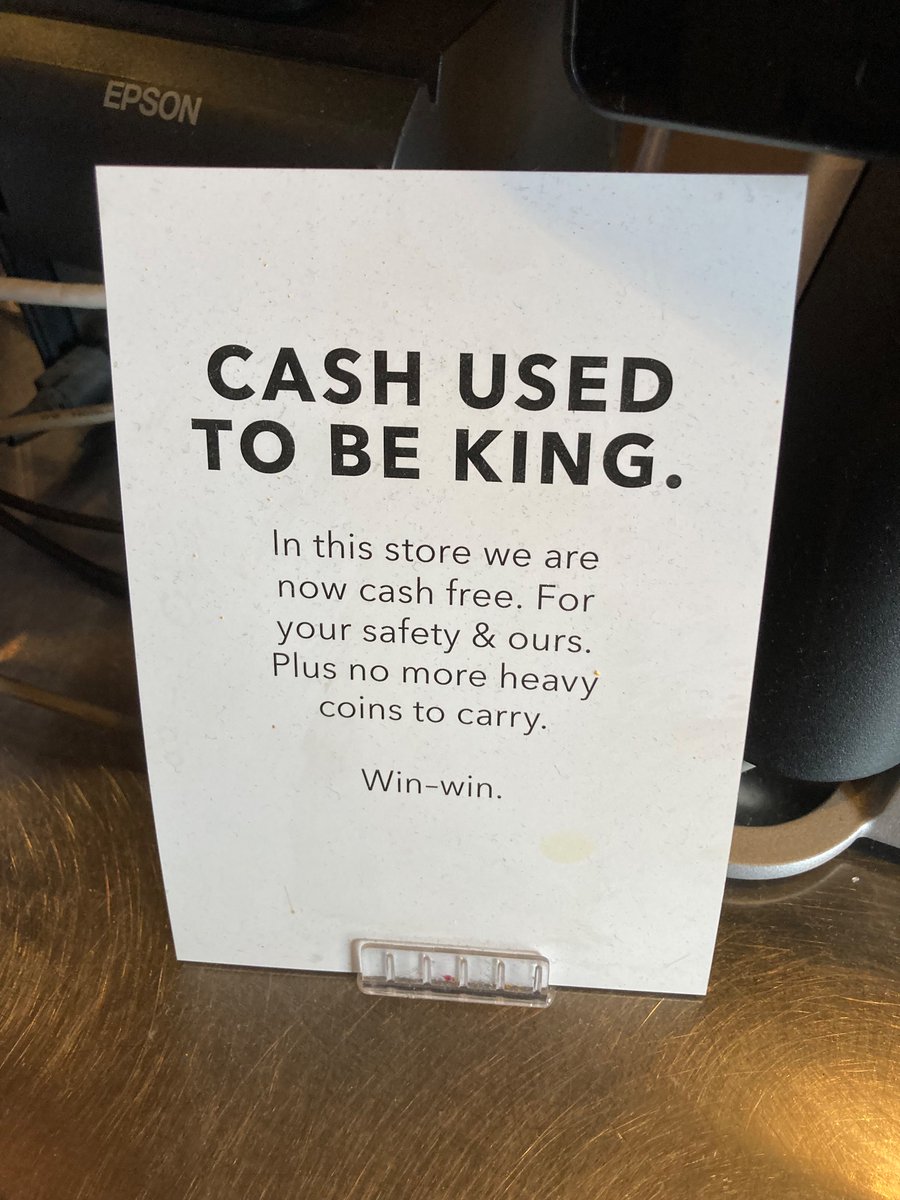 EPSON
CASH USED
TO BE KING.
In this store we are
now cash free. For
your safety & ours.
Plus no more heavy
coins to carry.
Win-win.